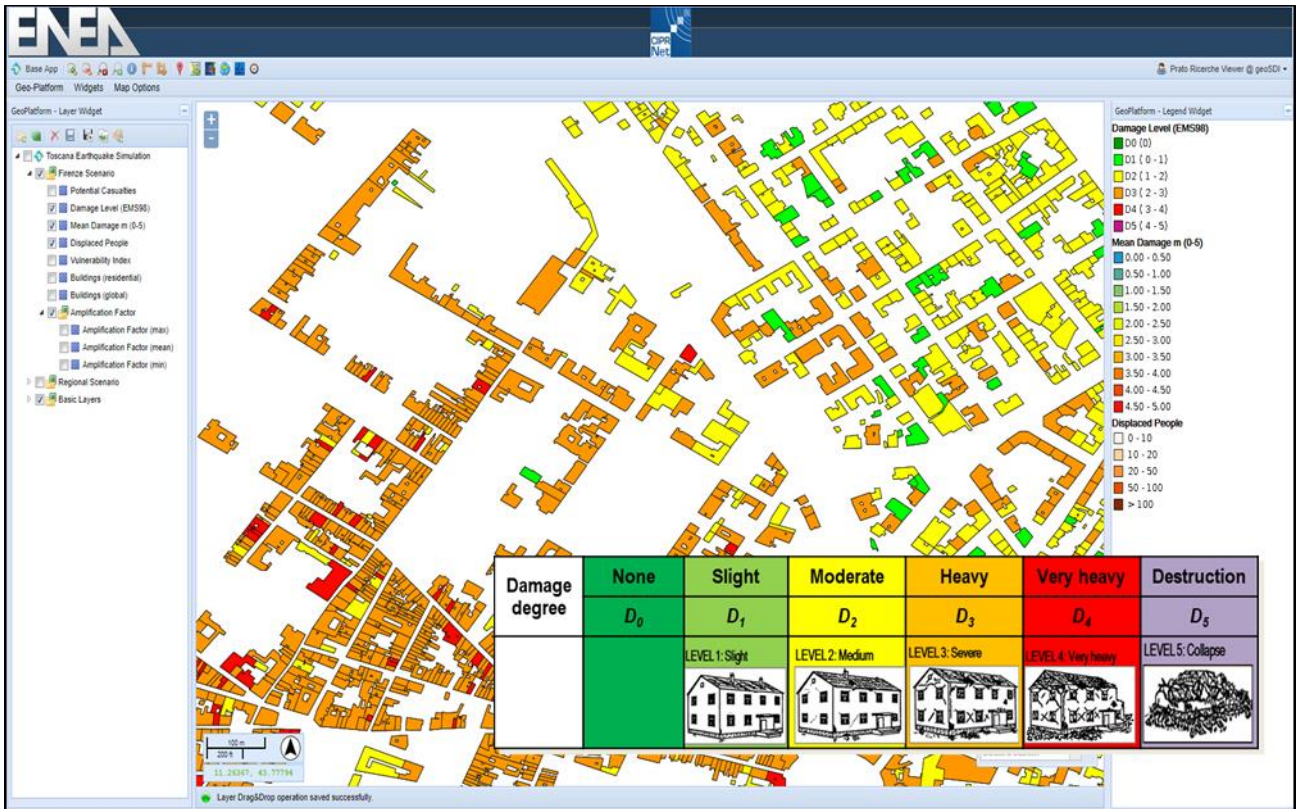 ENEA
CIPR
Net
Base App
Prato Ricerche Viewer @ geoSDI
Geo-Platform Widgets Map Options
GeoPlatform - Layer Widget
Toscana Earthquake Simulation
Firenze Scenario
Potential Casualties
Damage Level (EMS98)
Mean Damage m (0-5)
Displaced People
Vulnerability Index
Buildings (residential)
Buildings (global)
Amplification Factor
Amplification Factor (max)
Amplification Factor (mean)
Amplification Factor (min)
Regional Scenario
Basic Layers
+
-
GeoPlatform - Legend Widget
Damage Level (EMS98)
D0 (0)
D1 ( 0 - 1)
D2 ( 1 - 2)
D3 ( 2 - 3)
D4 ( 3 - 4)
D5 ( 4 - 5)
Mean Damage m (0-5)
0.00 - 0.50
0.50 - 1.00
1.00 - 1.50
1.50 - 2.00
2.00 - 2.50
2.50 - 3.00
3.00 - 3.50
3.50 - 4.00
4.00 - 4.50
4.50 - 5.00
Displaced People
0 - 10
10 - 20
20 - 50
50 - 100
> 100
Damage degree
None Slight Moderate Heavy Very heavy Destruction
D0 D1 D2 D3 D4 D5
LEVEL 1: Slight LEVEL 2: Medium LEVEL 3: Severe LEVEL 4: Very heavy LEVEL 5: Collapse
100 m
200 ft
11.26367, 43.77794
Layer Drag&Drop operation saved successfully.